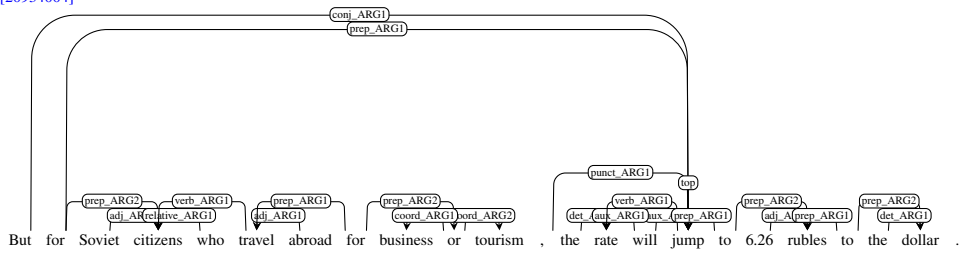 conj_ARG1
prep_ARG1
punct_ARG1
top
prep_ARG2 verb_ARG1 prep_ARG1 prep_ARG2 verb_ARG1 prep_ARG2 prep_ARG2
relative_ARG1 adj_ARG1 coord_ARG1 aux_ARG1 prep_ARG1 prep_ARG1 det_ARG1
But for Soviet citizens who travel abroad for business or tourism , the rate will jump to 6.26 rubles to the dollar .